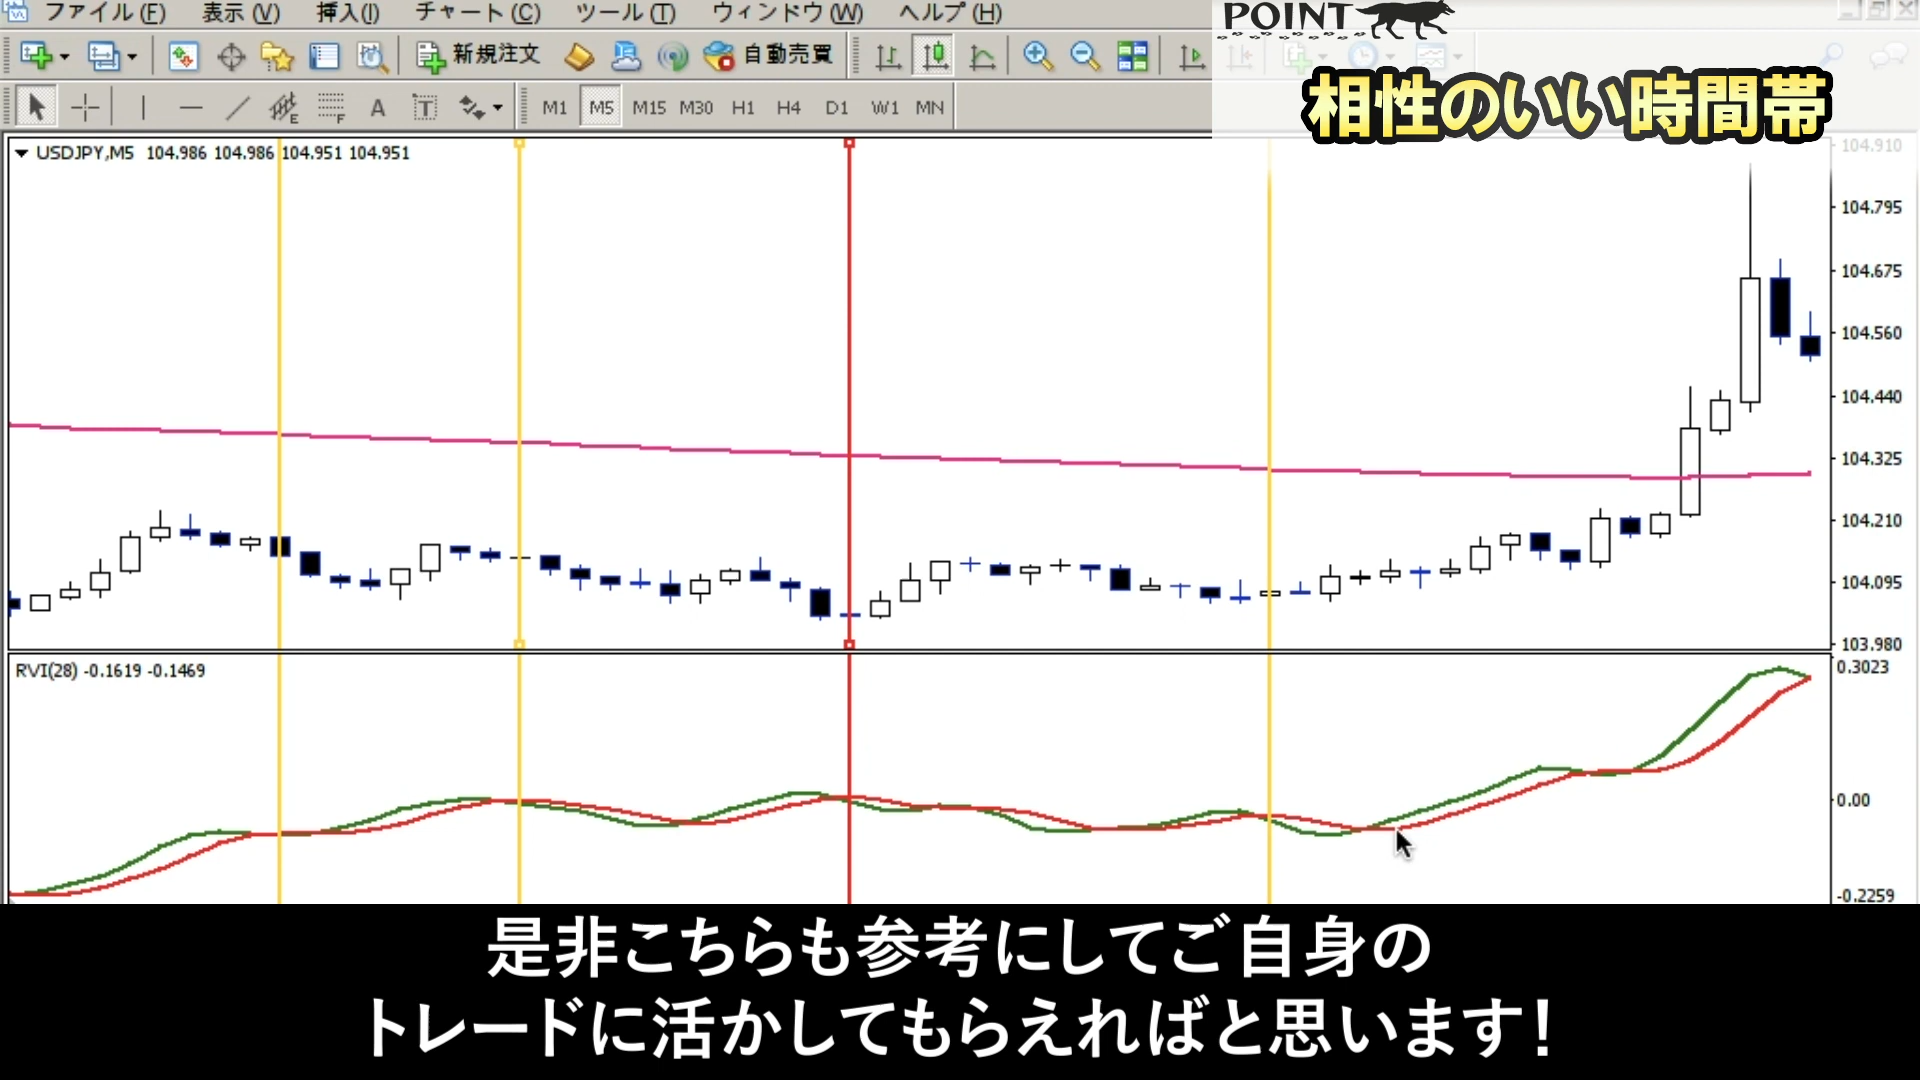 ファイル(F) 表示(V) 挿入(I) チャート(C) ツール(T) ウィンドウ(W) ヘルプ(H)
POINT
新規注文 自動売買
相性のいい時間帯
E F A T M1 M5 M15 M30 H1 H4 D1 W1 MN
USDJPY,M5 104.986 104.986 104.951 104.951
104.910
104.795
104.675
104.560
104.440
104.325
104.210
104.095
103.980
RVI(28) -0.1619 -0.1469
0.3023
0.00
-0.2259
是非こちらも参考にしてご自身の
トレードに活かしてもらえればと思います!